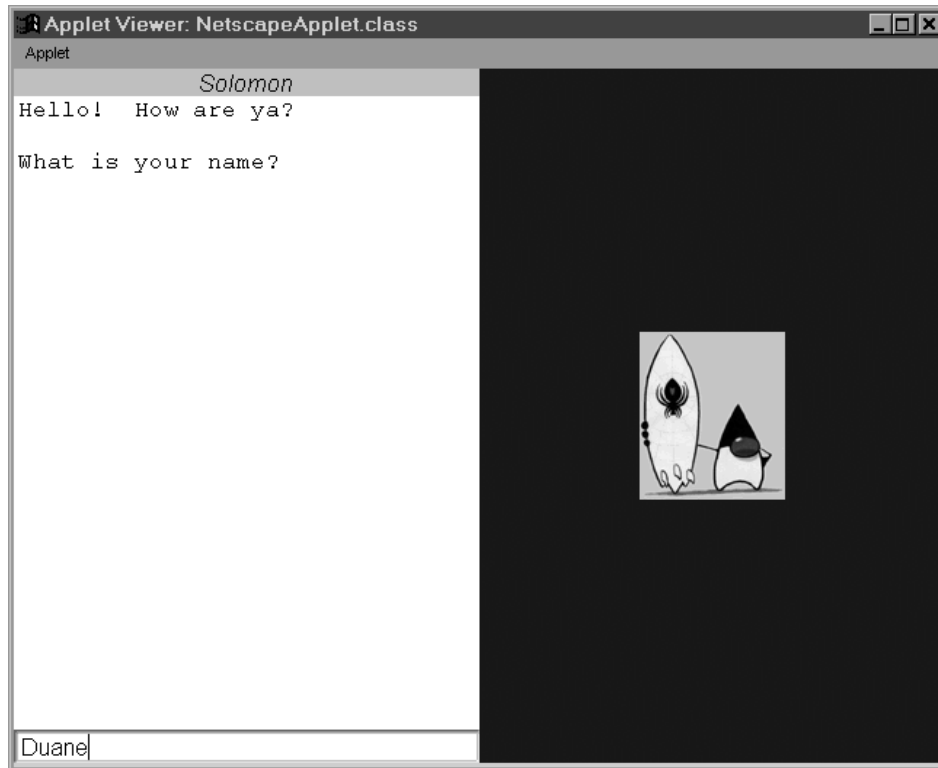 Applet Viewer: NetscapeApplet.class
Applet
Solomon
Hello!  How are ya?
What is your name?
Duane